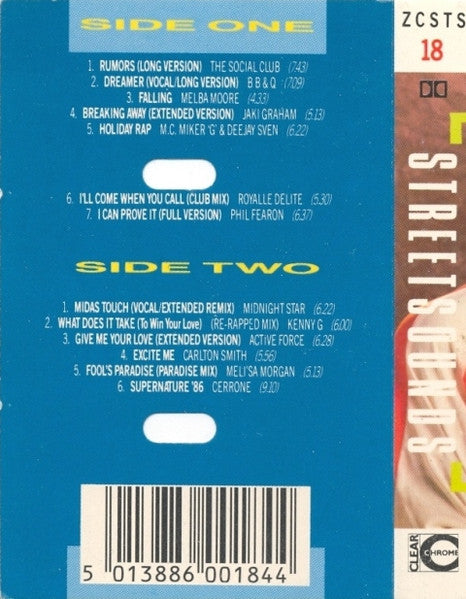 SIDE ONE
1. RUMORS (LONG VERSION) THE SOCIAL CLUB (7.43)
2. DREAMER (VOCAL/LONG VERSION) B B & Q (7.09)
3. FALLING MELBA MOORE (4.33)
4. BREAKING AWAY (EXTENDED VERSION) JAKI GRAHAM (5.13)
5. HOLIDAY RAP M.C. MIKER 'G' & DEEJAY SVEN (6.22)
6. I'LL COME WHEN YOU CALL (CLUB MIX) ROYALLE DELITE (5.30)
7. I CAN PROVE IT (FULL VERSION) PHIL FEARON (6.37)
SIDE TWO
1. MIDAS TOUCH (VOCAL/EXTENDED REMIX) MIDNIGHT STAR (6.22)
2. WHAT DOES IT TAKE (To Win Your Love) (RE-RAPPED MIX) KENNY G (6.00)
3. GIVE ME YOUR LOVE (EXTENDED VERSION) ACTIVE FORCE (6.28)
4. EXCITE ME CARLTON SMITH (5.56)
5. FOOL'S PARADISE (PARADISE MIX) MELI'SA MORGAN (5.13)
6. SUPERNATURE '86 CERRONE (9.10)
5 013886 001844
ZCSTS
18
STREETSOUNDS
CLEAR
CHROME